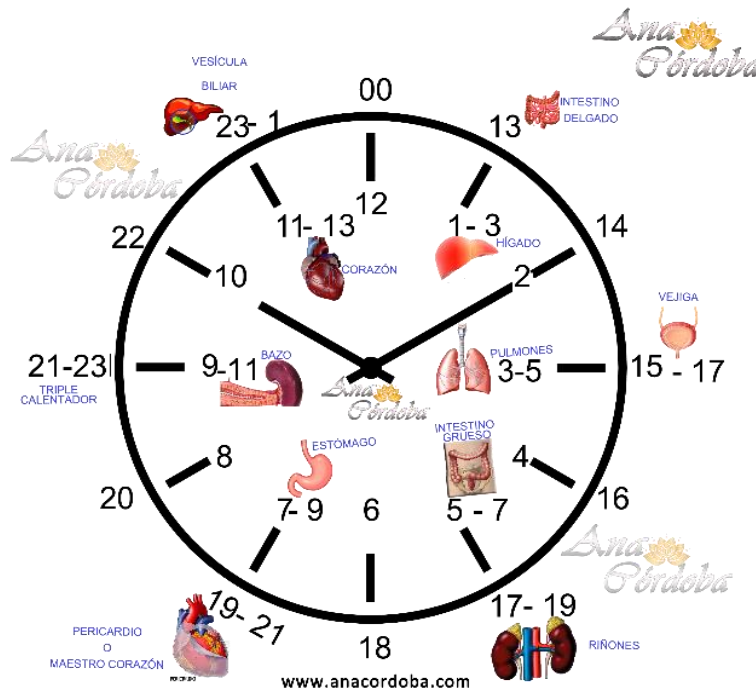 Ana
Córdoba
VESÍCULA
BILIAR
00
INTESTINO
DELGADO
23- 1
13
Ana
Córdoba
12
11- 13
1- 3
HÍGADO
22
14
CORAZÓN
10
2
VEJIGA
21-23
9-11
BAZO
PULMONES
3-5
15 - 17
TRIPLE
CALENTADOR
Ana
Córdoba
ESTÓMAGO
INTESTINO
GRUESO
8
4
20
7- 9
6
5 - 7
16
Ana
Córdoba
19- 21
17- 19
PERICARDIO
O
MAESTRO CORAZÓN
18
RIÑONES
www.anacordoba.com